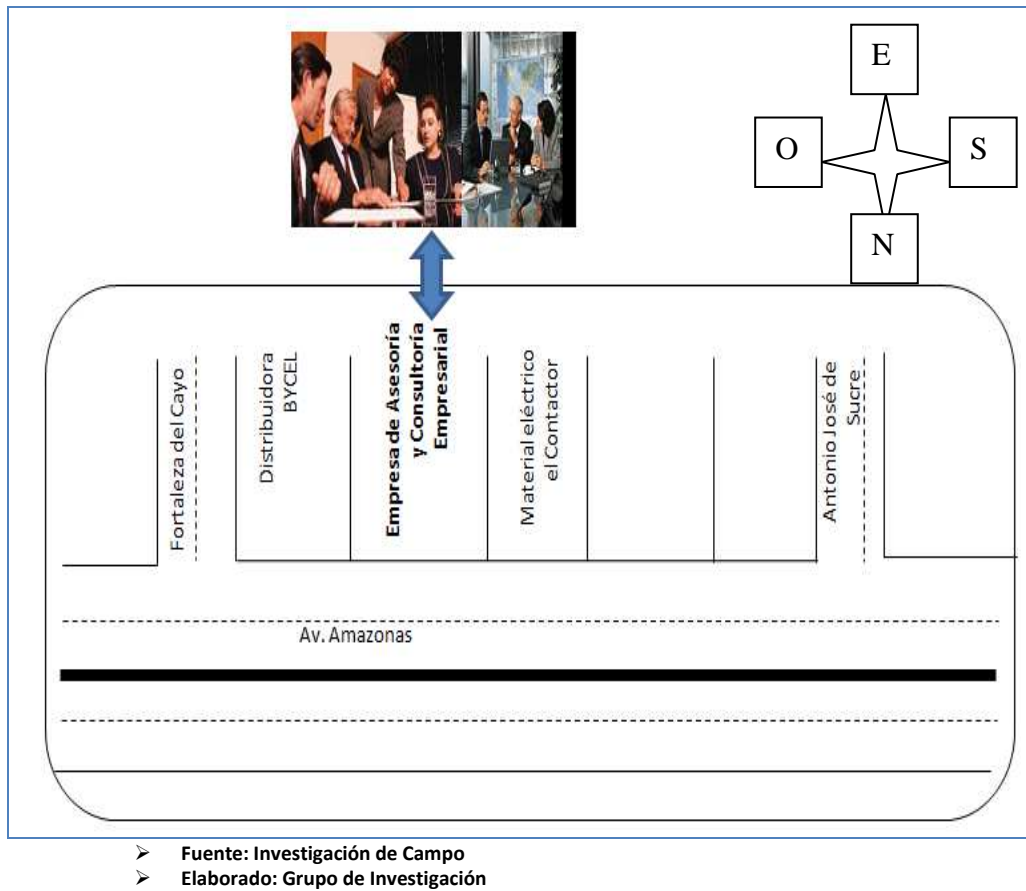 E
O
S
N
Fortaleza del Cayo
Distribuidora
BYCEL
Empresa de Asesoría
y Consultoría
Empresarial
Material eléctrico
el Contactor
Antonio José de
Sucre
Av. Amazonas
➢ Fuente: Investigación de Campo
➢ Elaborado: Grupo de Investigación